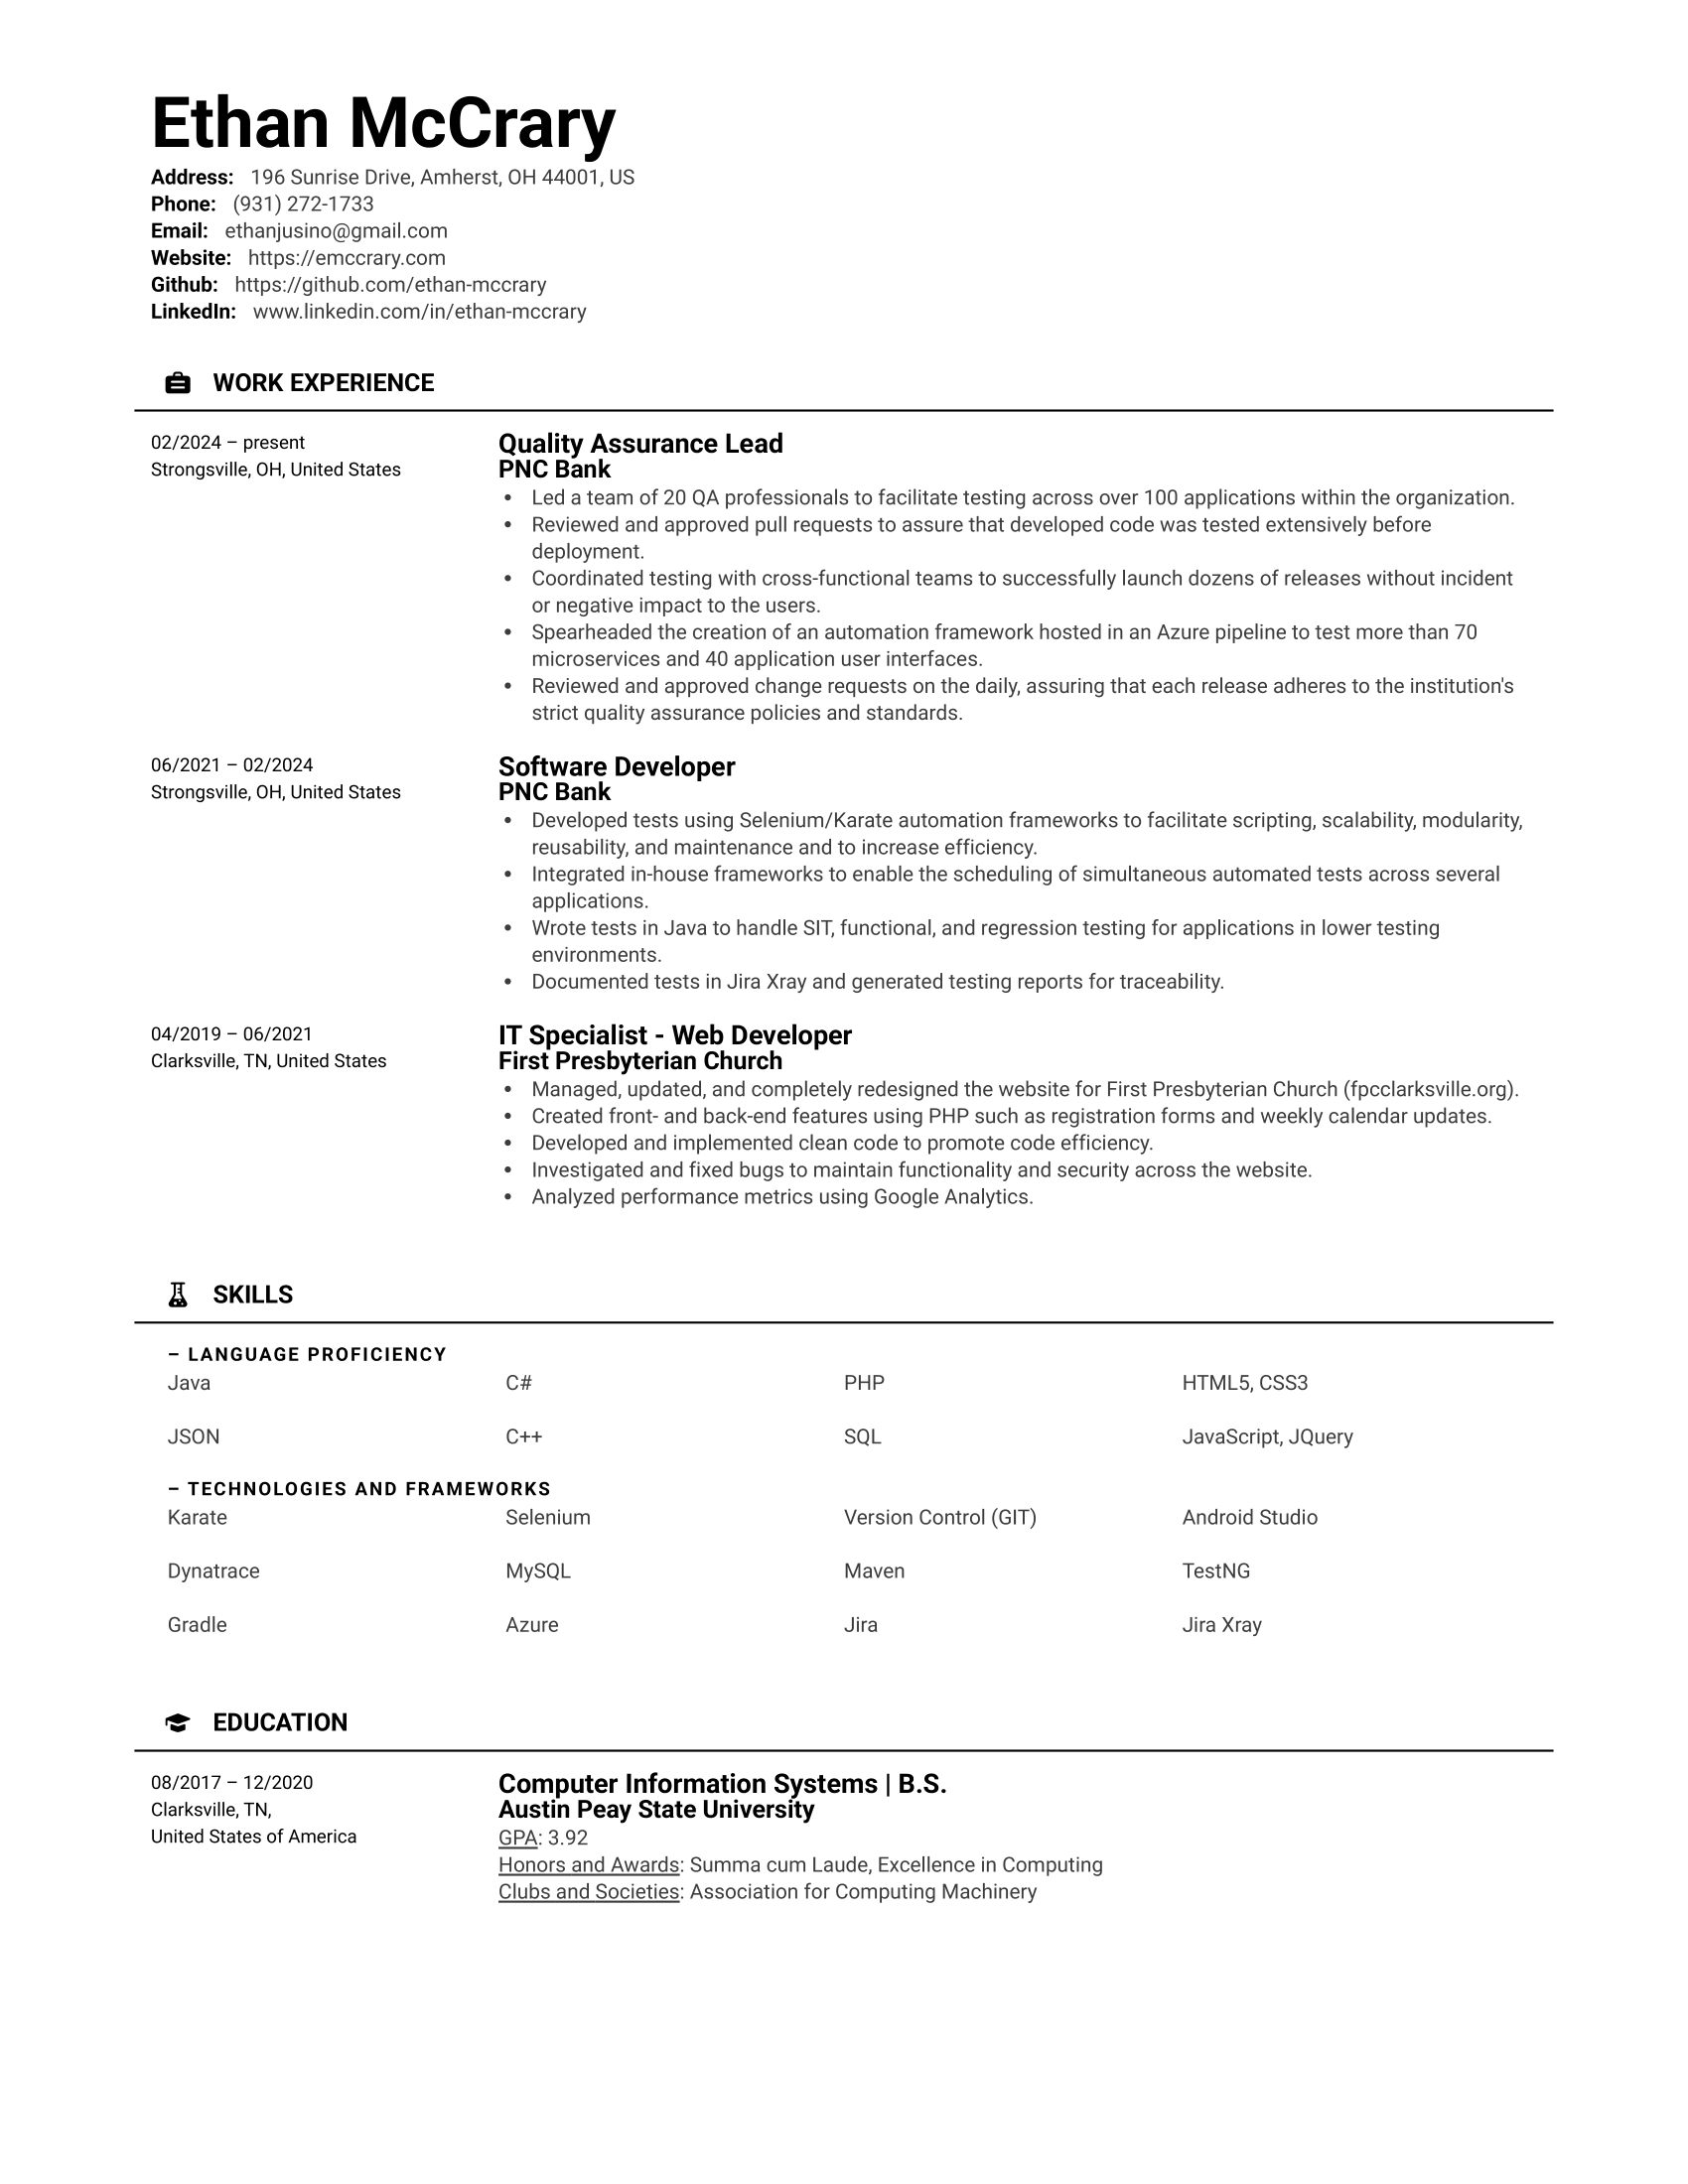 Ethan McCrary
Address: 196 Sunrise Drive, Amherst, OH 44001, US
Phone: (931) 272-1733
Email: ethanjusino@gmail.com
Website: https://emccrary.com
Github: https://github.com/ethan-mccrary
LinkedIn: www.linkedin.com/in/ethan-mccrary
WORK EXPERIENCE
02/2024 – present
Strongsville, OH, United States
Quality Assurance Lead
PNC Bank
• Led a team of 20 QA professionals to facilitate testing across over 100 applications within the organization.
• Reviewed and approved pull requests to assure that developed code was tested extensively before
deployment.
• Coordinated testing with cross-functional teams to successfully launch dozens of releases without incident
or negative impact to the users.
• Spearheaded the creation of an automation framework hosted in an Azure pipeline to test more than 70
microservices and 40 application user interfaces.
• Reviewed and approved change requests on the daily, assuring that each release adheres to the institution's
strict quality assurance policies and standards.
06/2021 – 02/2024
Strongsville, OH, United States
Software Developer
PNC Bank
• Developed tests using Selenium/Karate automation frameworks to facilitate scripting, scalability, modularity,
reusability, and maintenance and to increase efficiency.
• Integrated in-house frameworks to enable the scheduling of simultaneous automated tests across several
applications.
• Wrote tests in Java to handle SIT, functional, and regression testing for applications in lower testing
environments.
• Documented tests in Jira Xray and generated testing reports for traceability.
04/2019 – 06/2021
Clarksville, TN, United States
IT Specialist - Web Developer
First Presbyterian Church
• Managed, updated, and completely redesigned the website for First Presbyterian Church (fpcclarksville.org).
• Created front- and back-end features using PHP such as registration forms and weekly calendar updates.
• Developed and implemented clean code to promote code efficiency.
• Investigated and fixed bugs to maintain functionality and security across the website.
• Analyzed performance metrics using Google Analytics.
SKILLS
– LANGUAGE PROFICIENCY
Java C# PHP HTML5, CSS3
JSON C++ SQL JavaScript, JQuery
– TECHNOLOGIES AND FRAMEWORKS
Karate Selenium Version Control (GIT) Android Studio
Dynatrace MySQL Maven TestNG
Gradle Azure Jira Jira Xray
EDUCATION
08/2017 – 12/2020
Clarksville, TN,
United States of America
Computer Information Systems | B.S.
Austin Peay State University
GPA: 3.92
Honors and Awards: Summa cum Laude, Excellence in Computing
Clubs and Societies: Association for Computing Machinery